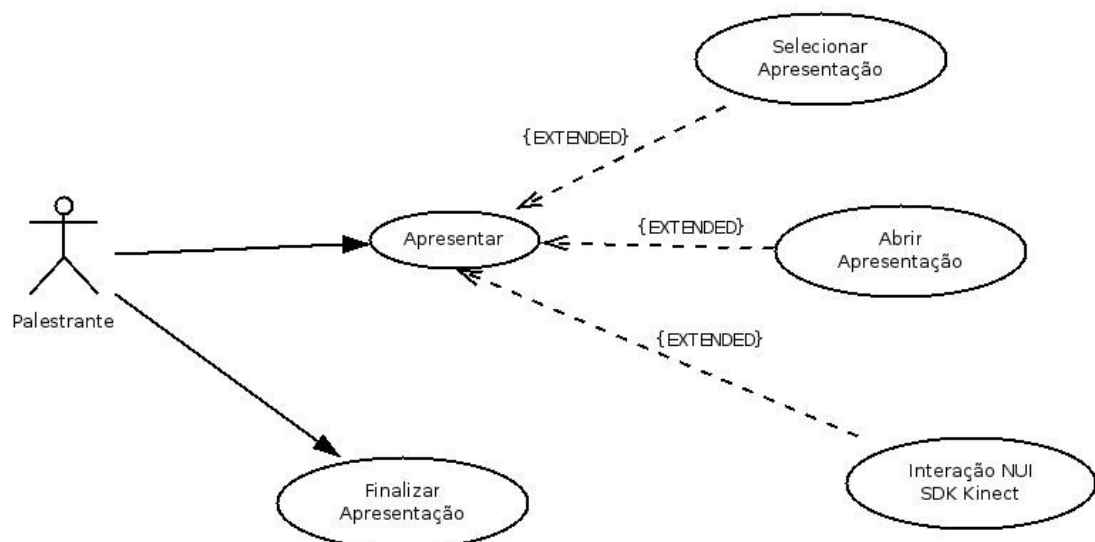 Selecionar
Apresentação
{EXTENDED}
Apresentar
{EXTENDED}
Abrir
Apresentação
Palestrante
{EXTENDED}
Interação NUI
SDK Kinect
Finalizar
Apresentação